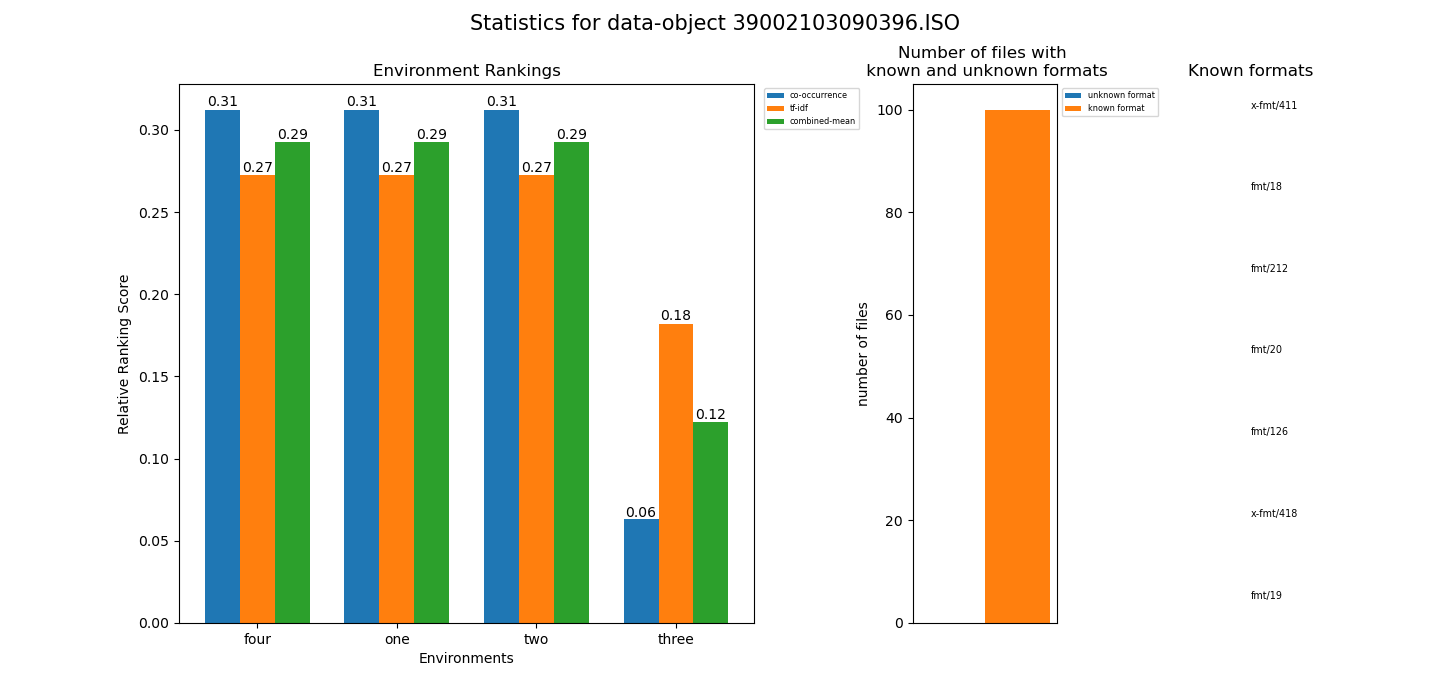 Statistics for data-object 39002103090396.ISO
Environment Rankings
Relative Ranking Score
0.30
0.25
0.20
0.15
0.10
0.05
0.00
0.31
0.27
0.29
0.31
0.27
0.29
0.31
0.27
0.29
0.06
0.18
0.12
four
one
two
three
Environments
co-occurrence
tf-idf
combined-mean
Number of files with
known and unknown formats
number of files
100
80
60
40
20
0
unknown format
known format
Known formats
x-fmt/411
fmt/18
fmt/212
fmt/20
fmt/126
x-fmt/418
fmt/19